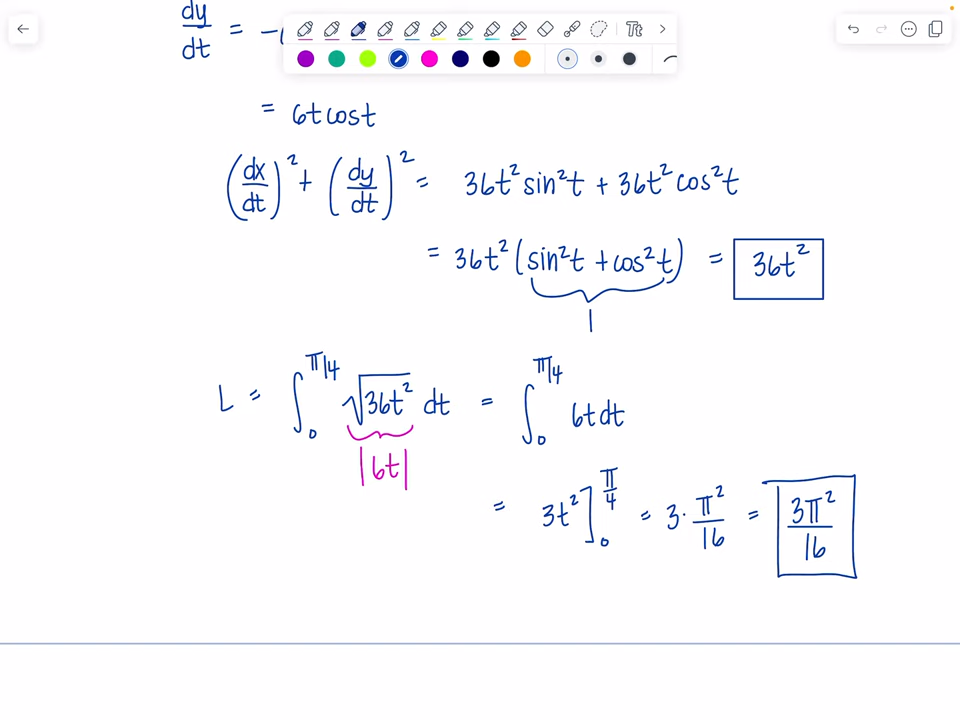 dy/dt = -
= 6t cos t
(dx/dt)² + (dy/dt)² = 36t² sin²t + 36t² cos²t
= 36t² (sin²t + cos²t) = 36t²
1
L = ∫₀^π/4 √36t² dt = ∫₀^π/4 6t dt
|6t|
= 3t²]₀^π/4 = 3 · π²/16 = 3π²/16